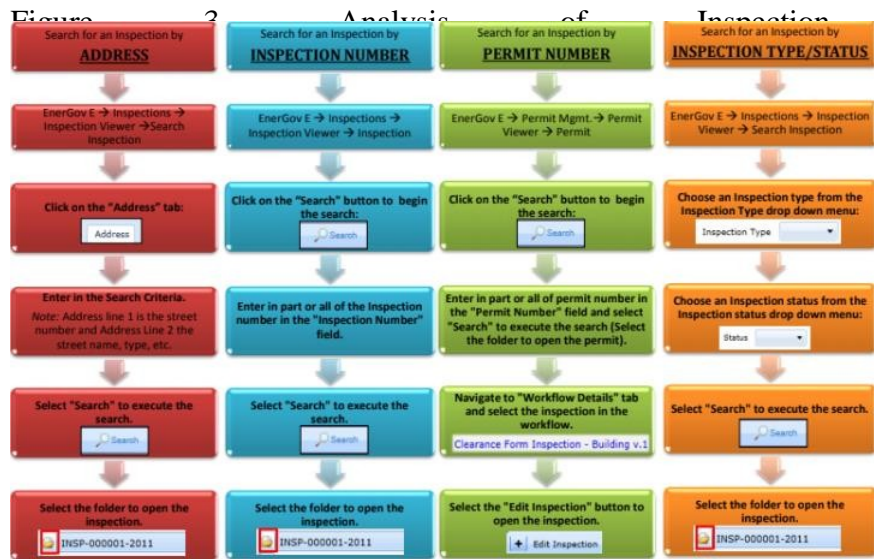 Figure 3 Analysis of Inspection
Search for an Inspection by
ADDRESS
EnerGov E → Inspections →
Inspection Viewer →Search
Inspection
Click on the "Address" tab:
Address
Enter in the Search Criteria.
Note: Address line 1 is the street
number and Address Line 2 the
street name, type, etc.
Select "Search" to execute the
search.
Search
Select the folder to open the
inspection.
INSP-000001-2011
Search for an Inspection by
INSPECTION NUMBER
EnerGov E → Inspections →
Inspection Viewer → Inspection
Click on the "Search" button to begin
the search:
Search
Enter in part or all of the Inspection
number in the "Inspection Number"
field.
Select "Search" to execute the
search.
Search
Select the folder to open the
inspection.
INSP-000001-2011
Search for an Inspection by
PERMIT NUMBER
EnerGov E → Permit Mgmt.→ Permit
Viewer → Permit
Click on the "Search" button to begin
the search:
Search
Enter in part or all of permit number in
the "Permit Number" field and select
"Search" to execute the search (Select
the folder to open the permit).
Navigate to "Workflow Details" tab
and select the inspection in the
workflow.
Clearance Form Inspection - Building v.1
Select the "Edit Inspection" button to
open the inspection.
Edit Inspection
Search for an Inspection by
INSPECTION TYPE/STATUS
EnerGov E → Inspections → Inspection
Viewer → Search Inspection
Choose an Inspection type from the
Inspection Type drop down menu:
Inspection Type
Choose an Inspection status from the
Inspection status drop down menu:
Status
Select "Search" to execute the search.
Search
Select the folder to open the
inspection.
INSP-000001-2011